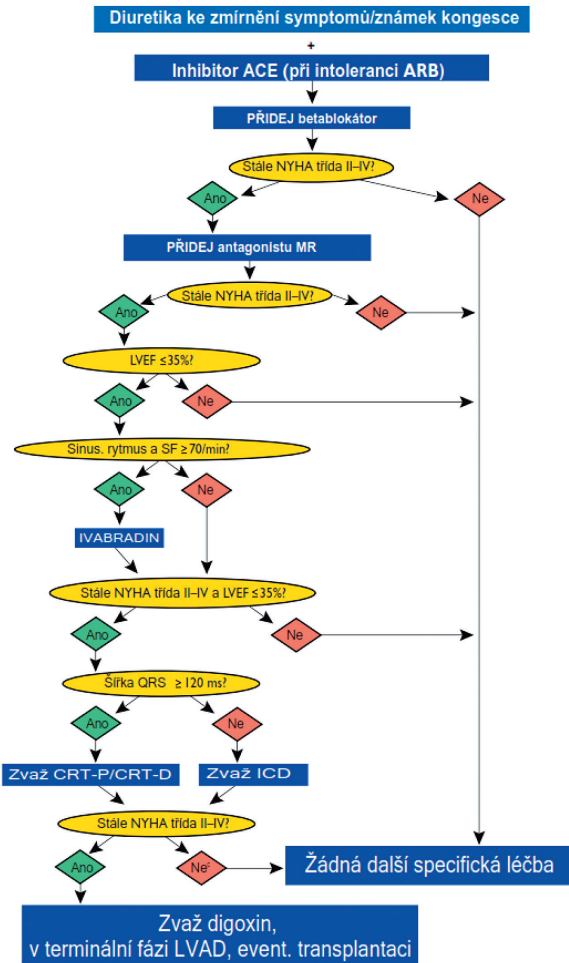 Diuretika ke zmírnění symptomů/známek kongesce
+
Inhibitor ACE (při intoleranci ARB)
PŘIDEJ betablokátor
Stále NYHA třída II–IV?
Ano
Ne
PŘIDEJ antagonistu MR
Stále NYHA třída II–IV?
Ano
Ne
LVEF ≤35%?
Ano
Ne
Sinus. rytmus a SF ≥70/min?
Ano
Ne
IVABRADIN
Stále NYHA třída II–IV a LVEF ≤35%?
Ano
Ne
Šířka QRS ≥120 ms?
Ano
Ne
Zvaž CRT-P/CRT-D
Zvaž ICD
Stále NYHA třída II–IV?
Ano
Neᶜ
Žádná další specifická léčba
Zvaž digoxin,
v terminální fázi LVAD, event. transplantaci